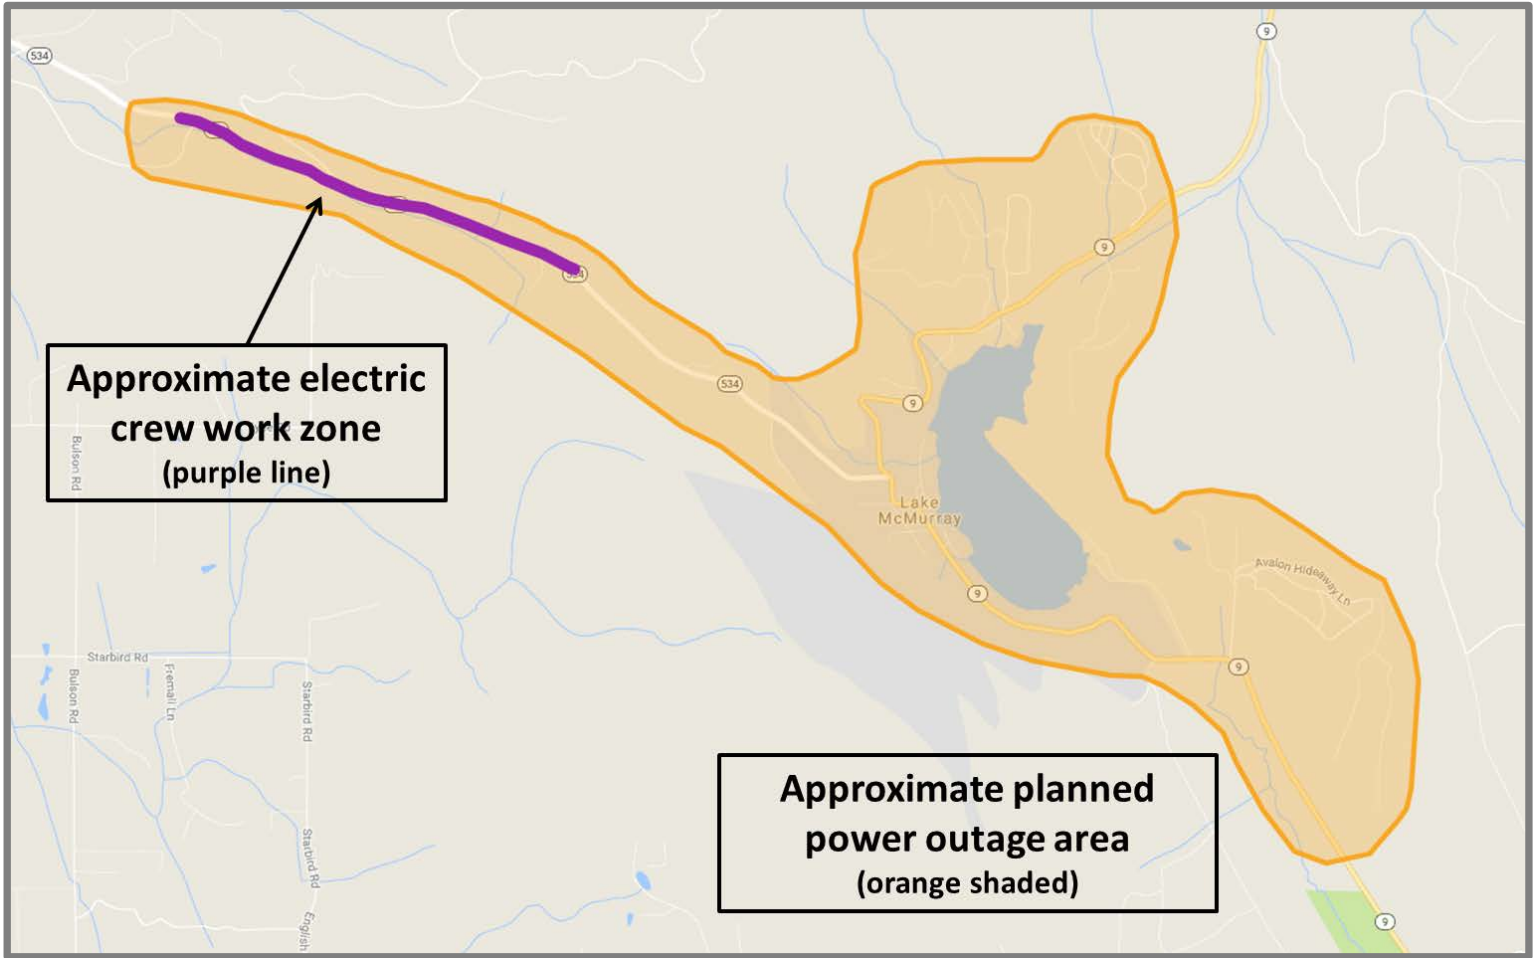 534
9
9
534
534
9
Approximate electric
crew work zone
(purple line)
Bulson Rd
Lake
McMurray
Avalon Hideaway Ln
9
Starbird Rd
9
Bulson Rd
Fremali Ln
Starbird Rd
Approximate planned
power outage area
(orange shaded)
Starbird Rd
English
9